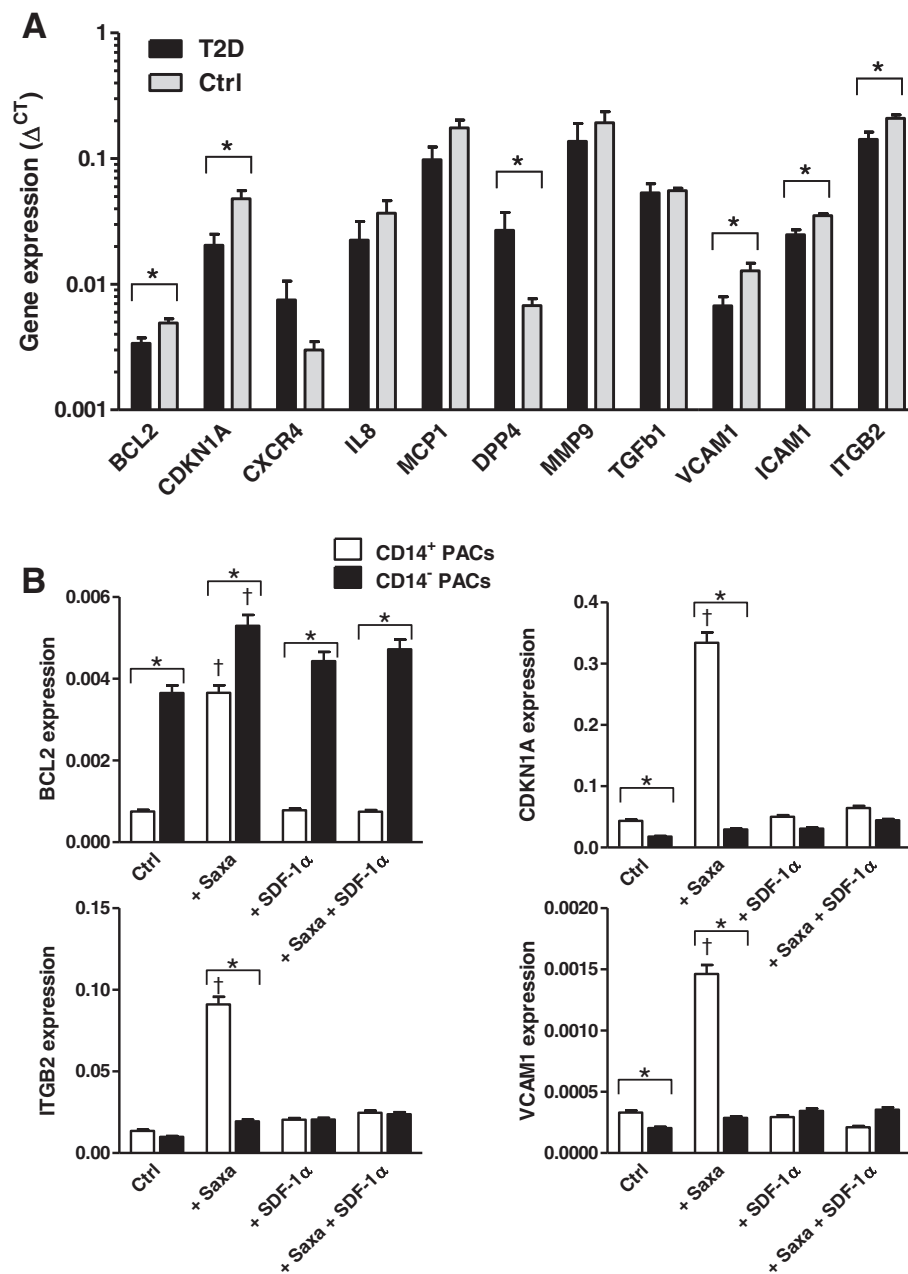 A
T2D
Ctrl
Gene expression (Δ^CT)
1
0.1
0.01
0.001
*
*
*
*
*
*
BCL2
CDKN1A
CXCR4
IL8
MCP1
DPP4
MMP9
TGFb1
VCAM1
ICAM1
ITGB2
B
CD14+ PACs
CD14- PACs
BCL2 expression
0.006
0.004
0.002
0.000
*
†
*
†
*
*
Ctrl
+ Saxa
+ SDF-1α
+ Saxa + SDF-1α
CDKN1A expression
0.4
0.3
0.2
0.1
0.0
*
*
†
Ctrl
+ Saxa
+ SDF-1α
+ Saxa + SDF-1α
ITGB2 expression
0.15
0.10
0.05
0.00
*
†
Ctrl
+ Saxa
+ SDF-1α
+ Saxa + SDF-1α
VCAM1 expression
0.0020
0.0015
0.0010
0.0005
0.0000
*
*
†
Ctrl
+ Saxa
+ SDF-1α
+ Saxa + SDF-1α